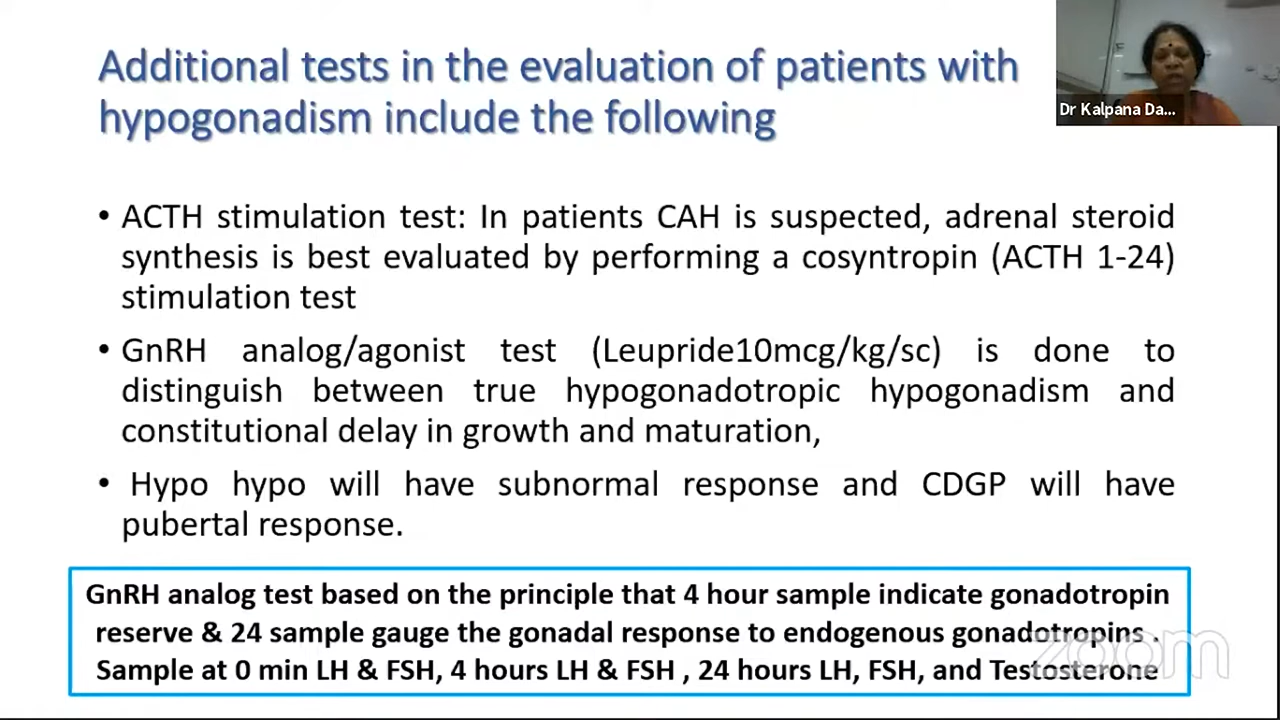 Additional tests in the evaluation of patients with
hypogonadism include the following
Dr Kalpana Da...
• ACTH stimulation test: In patients CAH is suspected, adrenal steroid
synthesis is best evaluated by performing a cosyntropin (ACTH 1-24)
stimulation test
• GnRH analog/agonist test (Leupride10mcg/kg/sc) is done to
distinguish between true hypogonadotropic hypogonadism and
constitutional delay in growth and maturation,
• Hypo hypo will have subnormal response and CDGP will have
pubertal response.
GnRH analog test based on the principle that 4 hour sample indicate gonadotropin
reserve & 24 sample gauge the gonadal response to endogenous gonadotropins .
Sample at 0 min LH & FSH, 4 hours LH & FSH , 24 hours LH, FSH, and Testosterone
zoom